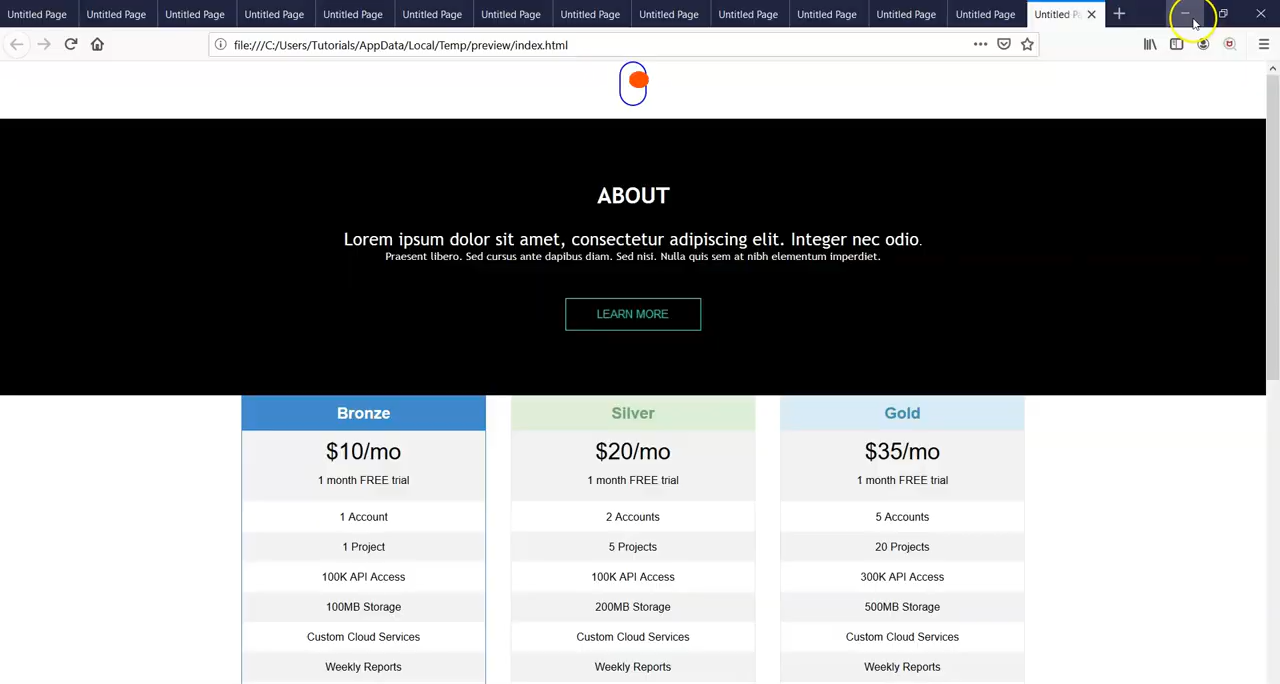 Untitled Page Untitled Page Untitled Page Untitled Page Untitled Page Untitled Page Untitled Page Untitled Page Untitled Page Untitled Page Untitled Page Untitled Page Untitled Page Untitled P
file:///C:/Users/Tutorials/AppData/Local/Temp/preview/index.html
ABOUT
Lorem ipsum dolor sit amet, consectetur adipiscing elit. Integer nec odio.
Praesent libero. Sed cursus ante dapibus diam. Sed nisi. Nulla quis sem at nibh elementum imperdiet.
LEARN MORE
Bronze Silver Gold
$10/mo $20/mo $35/mo
1 month FREE trial 1 month FREE trial 1 month FREE trial
1 Account 2 Accounts 5 Accounts
1 Project 5 Projects 20 Projects
100K API Access 100K API Access 300K API Access
100MB Storage 200MB Storage 500MB Storage
Custom Cloud Services Custom Cloud Services Custom Cloud Services
Weekly Reports Weekly Reports Weekly Reports